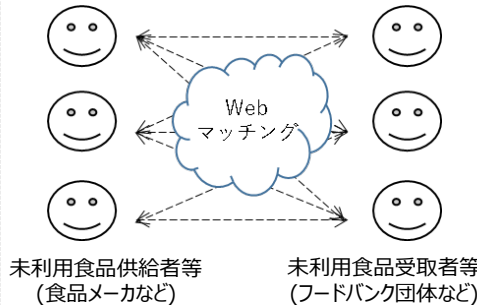 Web
マッチング
未利用食品供給者等
(食品メーカなど)
未利用食品受取者等
(フードバンク団体など)